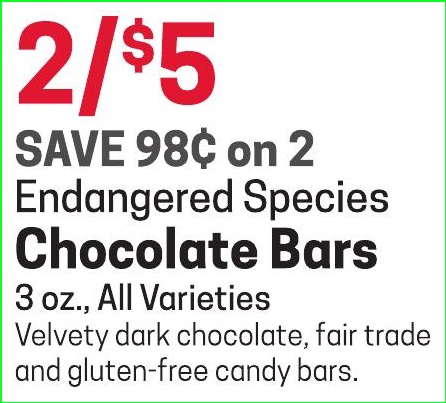 2/$5
SAVE 98¢ on 2
Endangered Species
Chocolate Bars
3 oz., All Varieties
Velvety dark chocolate, fair trade
and gluten-free candy bars.